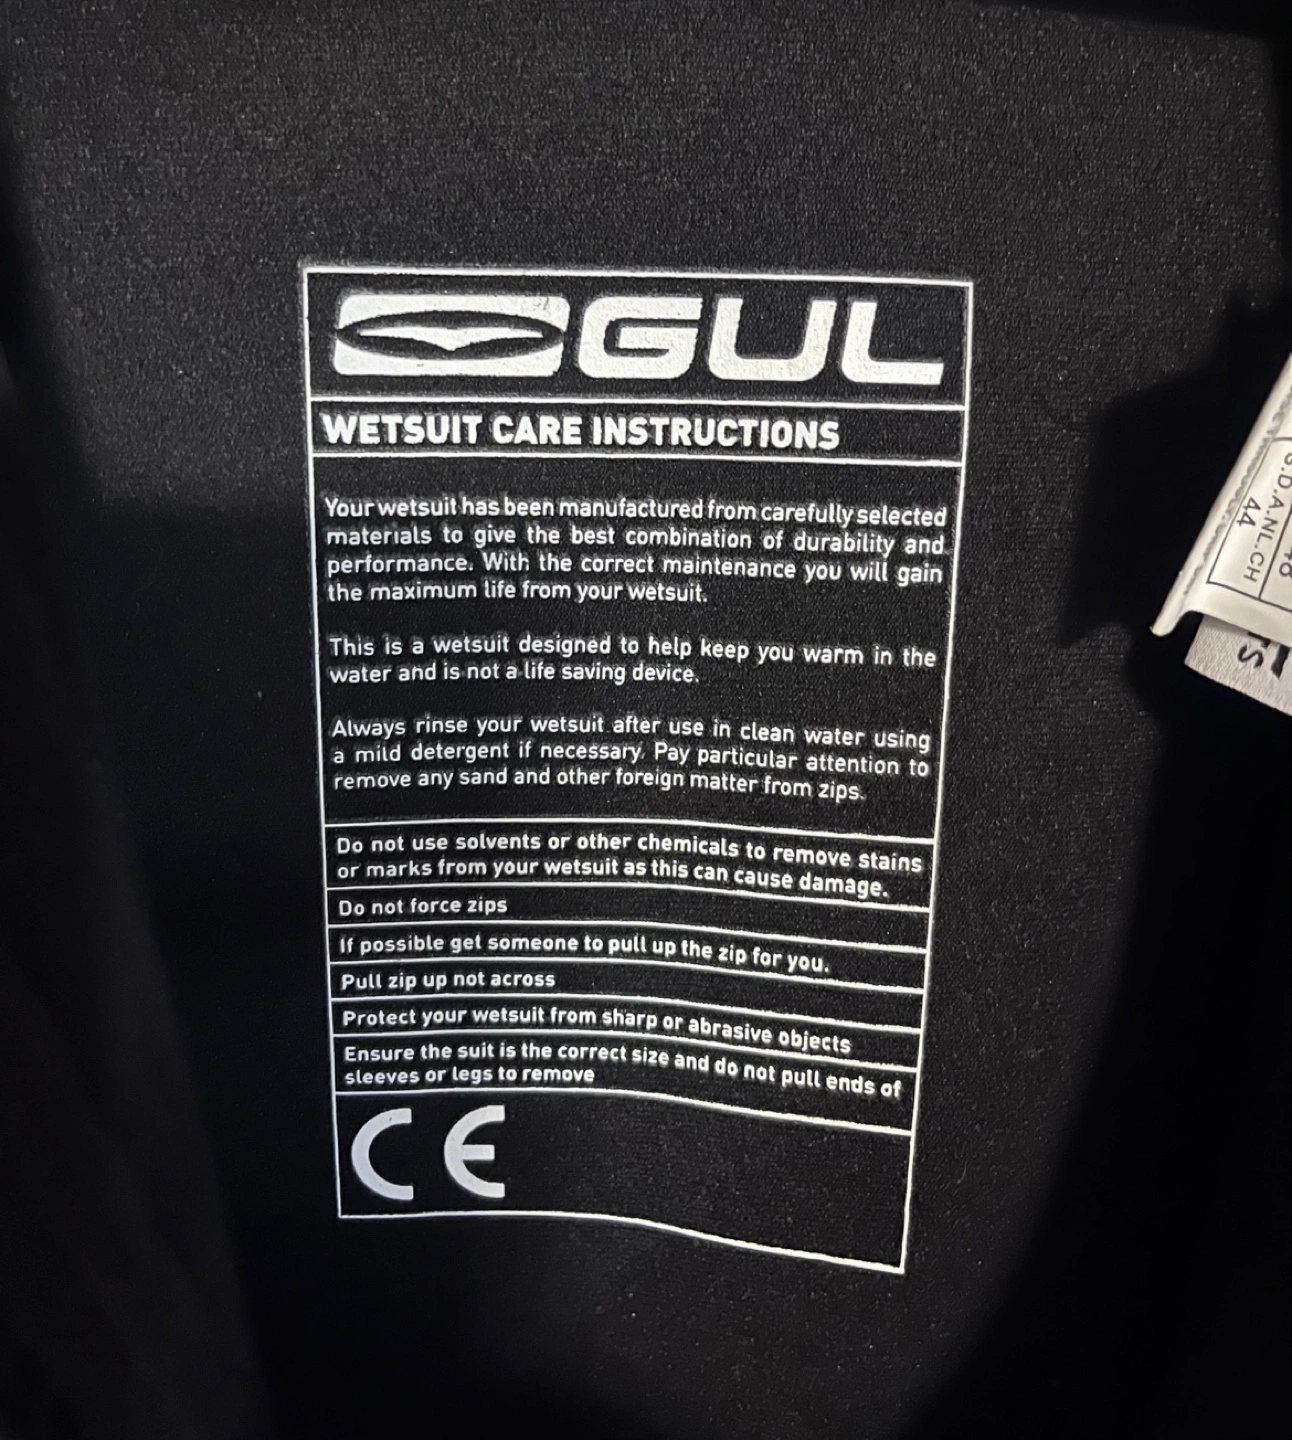 GUL
WETSUIT CARE INSTRUCTIONS
Your wetsuit has been manufactured from carefully selected
materials to give the best combination of durability and
performance. With the correct maintenance you will gain
the maximum life from your wetsuit.
This is a wetsuit designed to help keep you warm in the
water and is not a life saving device.
Always rinse your wetsuit after use in clean water using
a mild detergent if necessary. Pay particular attention to
remove any sand and other foreign matter from zips.
Do not use solvents or other chemicals to remove stains
or marks from your wetsuit as this can cause damage.
Do not force zips
If possible get someone to pull up the zip for you.
Pull zip up not across
Protect your wetsuit from sharp or abrasive objects
Ensure the suit is the correct size and do not pull ends of
sleeves or legs to remove
CE
D.A.NL.CH
44
48